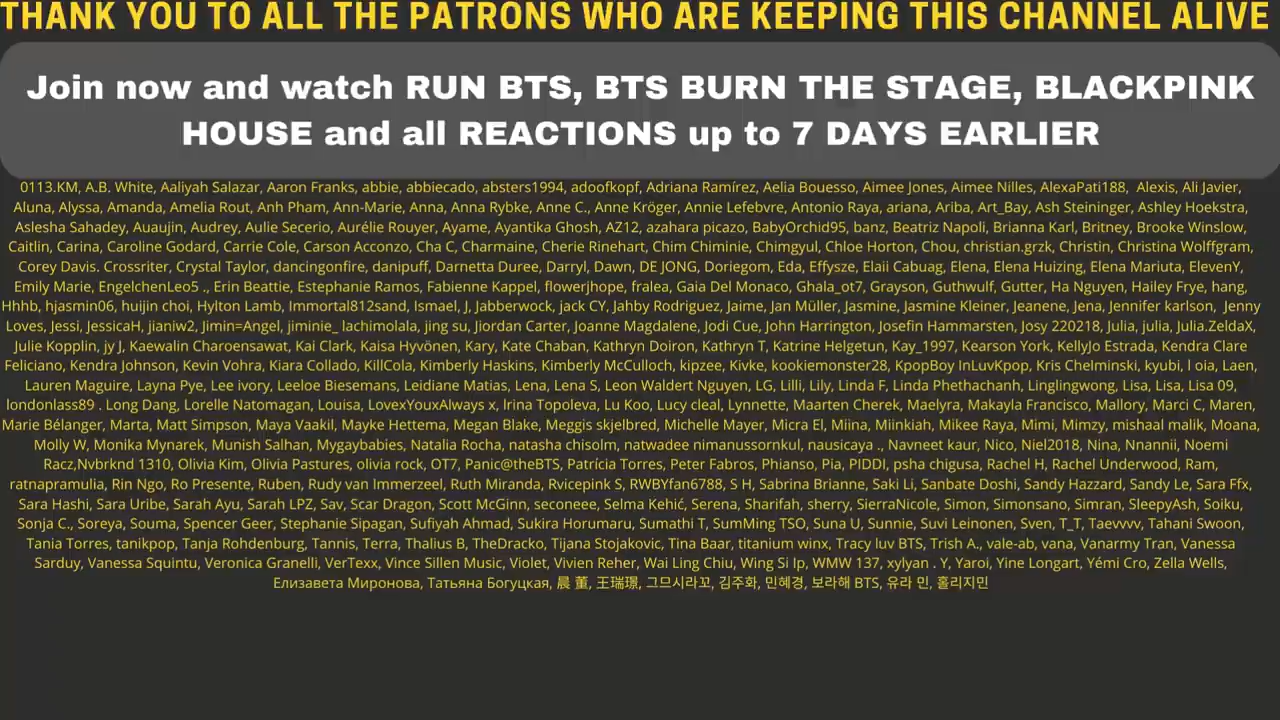 THANK YOU TO ALL THE PATRONS WHO ARE KEEPING THIS CHANNEL ALIVE
Join now and watch RUN BTS, BTS BURN THE STAGE, BLACKPINK
HOUSE and all REACTIONS up to 7 DAYS EARLIER
0113.KM, A.B. White, Aaliyah Salazar, Aaron Franks, abbie, abbiecado, absters1994, adoofkopf, Adriana Ramírez, Aelia Bouesso, Aimee Jones, Aimee Nilles, AlexaPati188,  Alexis, Ali Javier,
Aluna, Alyssa, Amanda, Amelia Rout, Anh Pham, Ann-Marie, Anna, Anna Rybke, Anne C., Anne Kröger, Annie Lefebvre, Antonio Raya, ariana, Ariba, Art_Bay, Ash Steininger, Ashley Hoekstra,
Aslesha Sahadey, Auaujin, Audrey, Aulie Secerio, Aurélie Rouyer, Ayame, Ayantika Ghosh, AZ12, azahara picazo, BabyOrchid95, banz, Beatriz Napoli, Brianna Karl, Britney, Brooke Winslow,
Caitlin, Carina, Caroline Godard, Carrie Cole, Carson Acconzo, Cha C, Charmaine, Cherie Rinehart, Chim Chiminie, Chimgyul, Chloe Horton, Chou, christian.grzk, Christin, Christina Wolffgram,
Corey Davis. Crossriter, Crystal Taylor, dancingonfire, danipuff, Darnetta Duree, Darryl, Dawn, DE JONG, Doriegom, Eda, Effysze, Elaii Cabuag, Elena, Elena Huizing, Elena Mariuta, ElevenY,
Emily Marie, EngelchenLeo5 ., Erin Beattie, Estephanie Ramos, Fabienne Kappel, flowerjhope, fralea, Gaia Del Monaco, Ghala_ot7, Grayson, Guthwulf, Gutter, Ha Nguyen, Hailey Frye, hang,
Hhhb, hjasmin06, huijin choi, Hylton Lamb, Immortal812sand, Ismael, J, Jabberwock, jack CY, Jahby Rodriguez, Jaime, Jan Müller, Jasmine, Jasmine Kleiner, Jeanene, Jena, Jennifer karlson,  Jenny
Loves, Jessi, JessicaH, jianiw2, Jimin=Angel, jiminie_ lachimolala, jing su, Jiordan Carter, Joanne Magdalene, Jodi Cue, John Harrington, Josefin Hammarsten, Josy 220218, Julia, julia, Julia.ZeldaX,
Julie Kopplin, jy J, Kaewalin Charoensawat, Kai Clark, Kaisa Hyvönen, Kary, Kate Chaban, Kathryn Doiron, Kathryn T, Katrine Helgetun, Kay_1997, Kearson York, KellyJo Estrada, Kendra Clare
Feliciano, Kendra Johnson, Kevin Vohra, Kiara Collado, KillCola, Kimberly Haskins, Kimberly McCulloch, kipzee, Kivke, kookiemonster28, KpopBoy InLuvKpop, Kris Chelminski, kyubi, l oia, Laen,
Lauren Maguire, Layna Pye, Lee ivory, Leeloe Biesemans, Leidiane Matias, Lena, Lena S, Leon Waldert Nguyen, LG, Lilli, Lily, Linda F, Linda Phethachanh, Linglingwong, Lisa, Lisa, Lisa 09,
londonlass89 . Long Dang, Lorelle Natomagan, Louisa, LovexYouxAlways x, lrina Topoleva, Lu Koo, Lucy cleal, Lynnette, Maarten Cherek, Maelyra, Makayla Francisco, Mallory, Marci C, Maren,
Marie Bélanger, Marta, Matt Simpson, Maya Vaakil, Mayke Hettema, Megan Blake, Meggis skjelbred, Michelle Mayer, Micra El, Miina, Miinkiah, Mikee Raya, Mimi, Mimzy, mishaal malik, Moana,
Molly W, Monika Mynarek, Munish Salhan, Mygaybabies, Natalia Rocha, natasha chisolm, natwadee nimanussornkul, nausicaya ., Navneet kaur, Nico, Niel2018, Nina, Nnannii, Noemi
Racz,Nvbrknd 1310, Olivia Kim, Olivia Pastures, olivia rock, OT7, Panic@theBTS, Patrícia Torres, Peter Fabros, Phianso, Pia, PIDDI, psha chigusa, Rachel H, Rachel Underwood, Ram,
ratnapramulia, Rin Ngo, Ro Presente, Ruben, Rudy van Immerzeel, Ruth Miranda, Rvicepink S, RWBYfan6788, S H, Sabrina Brianne, Saki Li, Sanbate Doshi, Sandy Hazzard, Sandy Le, Sara Ffx,
Sara Hashi, Sara Uribe, Sarah Ayu, Sarah LPZ, Sav, Scar Dragon, Scott McGinn, seconeee, Selma Kehić, Serena, Sharifah, sherry, SierraNicole, Simon, Simonsano, Simran, SleepyAsh, Soiku,
Sonja C., Soreya, Souma, Spencer Geer, Stephanie Sipagan, Sufiyah Ahmad, Sukira Horumaru, Sumathi T, SumMing TSO, Suna U, Sunnie, Suvi Leinonen, Sven, T_T, Taevvvv, Tahani Swoon,
Tania Torres, tanikpop, Tanja Rohdenburg, Tannis, Terra, Thalius B, TheDracko, Tijana Stojakovic, Tina Baar, titanium winx, Tracy luv BTS, Trish A., vale-ab, vana, Vanarmy Tran, Vanessa
Sarduy, Vanessa Squintu, Veronica Granelli, VerTexx, Vince Sillen Music, Violet, Vivien Reher, Wai Ling Chiu, Wing Si Ip, WMW 137, xylyan . Y, Yaroi, Yine Longart, Yémi Cro, Zella Wells,
Елизавета Миронова, Татьяна Богуцкая, 晨 董, 王瑞璟, 그므시라꼬, 김주화, 민혜경, 보라해 BTS, 유라 민, 홀리지민